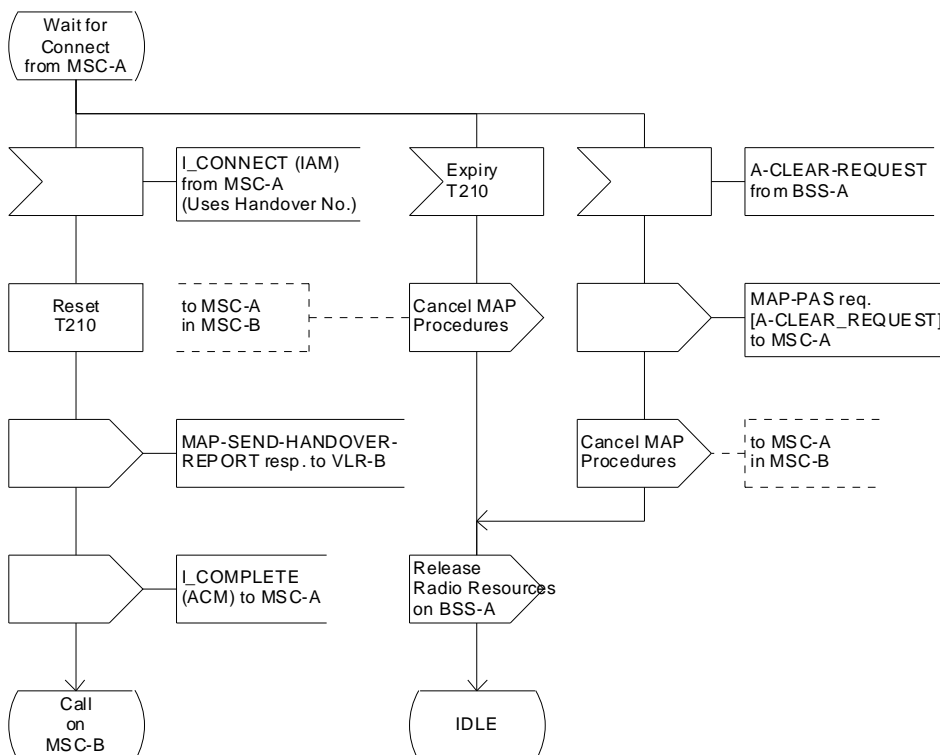 Wait for
Connect
from MSC-A
I_CONNECT (IAM)
from MSC-A
(Uses Handover No.)
Expiry
T210
A-CLEAR-REQUEST
from BSS-A
Reset
T210
to MSC-A
in MSC-B
Cancel MAP
Procedures
MAP-PAS req.
[A-CLEAR_REQUEST]
to MSC-A
MAP-SEND-HANDOVER-
REPORT resp. to VLR-B
Cancel MAP
Procedures
to MSC-A
in MSC-B
I_COMPLETE
(ACM) to MSC-A
Release
Radio Resources
on BSS-A
Call
on
MSC-B
IDLE